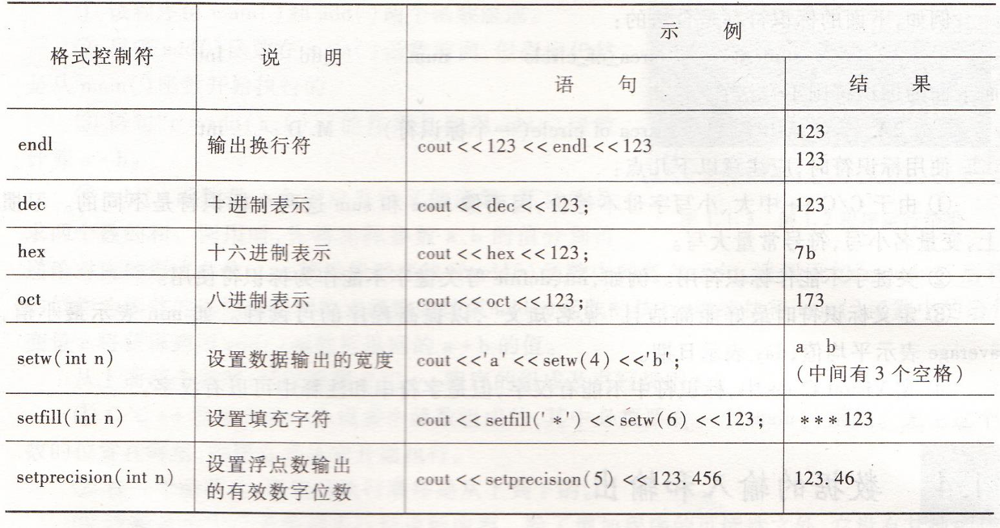 格式控制符 说 明 示 例
语 句 结 果
endl 输出换行符 cout <<123 <<endl <<123 123
123
dec 十进制表示 cout <<dec <<123; 123
hex 十六进制表示 cout <<hex <<123; 7b
oct 八进制表示 cout <<oct <<123; 173
setw(int n) 设置数据输出的宽度 cout <<'a' <<setw(4) <<'b'; a b
(中间有 3 个空格)
setfill(int n) 设置填充字符 cout <<setfill('*') <<setw(6) <<123; ***123
setprecision(int n) 设置浮点数输出
的有效数字位数 cout <<setprecision(5) <<123.456 123.46